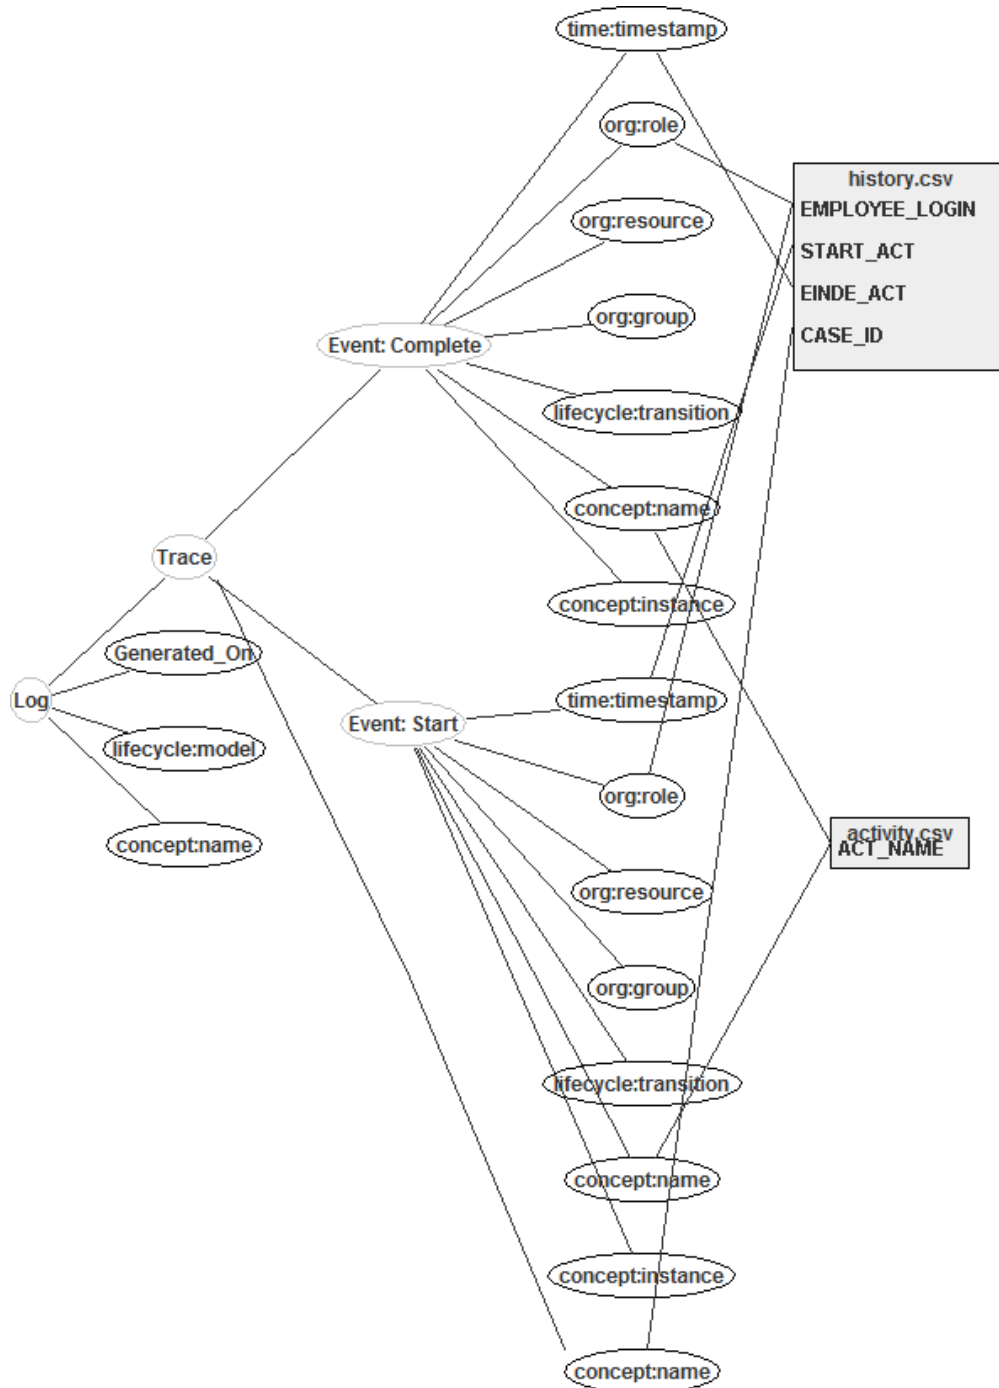 time:timestamp
org:role
history.csv
EMPLOYEE_LOGIN
org:resource
START_ACT
EINDE_ACT
org:group
CASE_ID
Event: Complete
lifecycle:transition
concept:name
Trace
concept:instance
Generated_On
Log
time:timestamp
Event: Start
lifecycle:model
org:role
concept:name
activity.csv
ACT_NAME
org:resource
org:group
lifecycle:transition
concept:name
concept:instance
concept:name